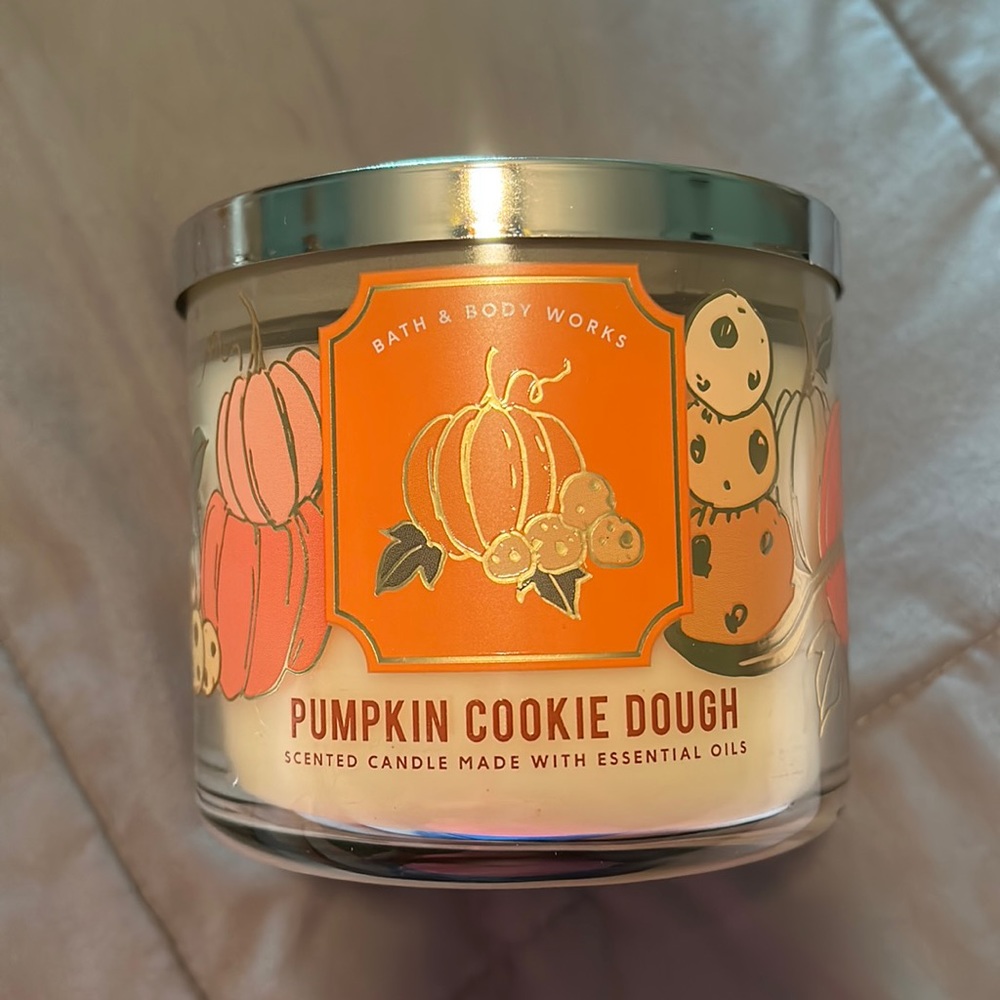 BATH & BODY WORKS
PUMPKIN COOKIE DOUGH
SCENTED CANDLE MADE WITH ESSENTIAL OILS